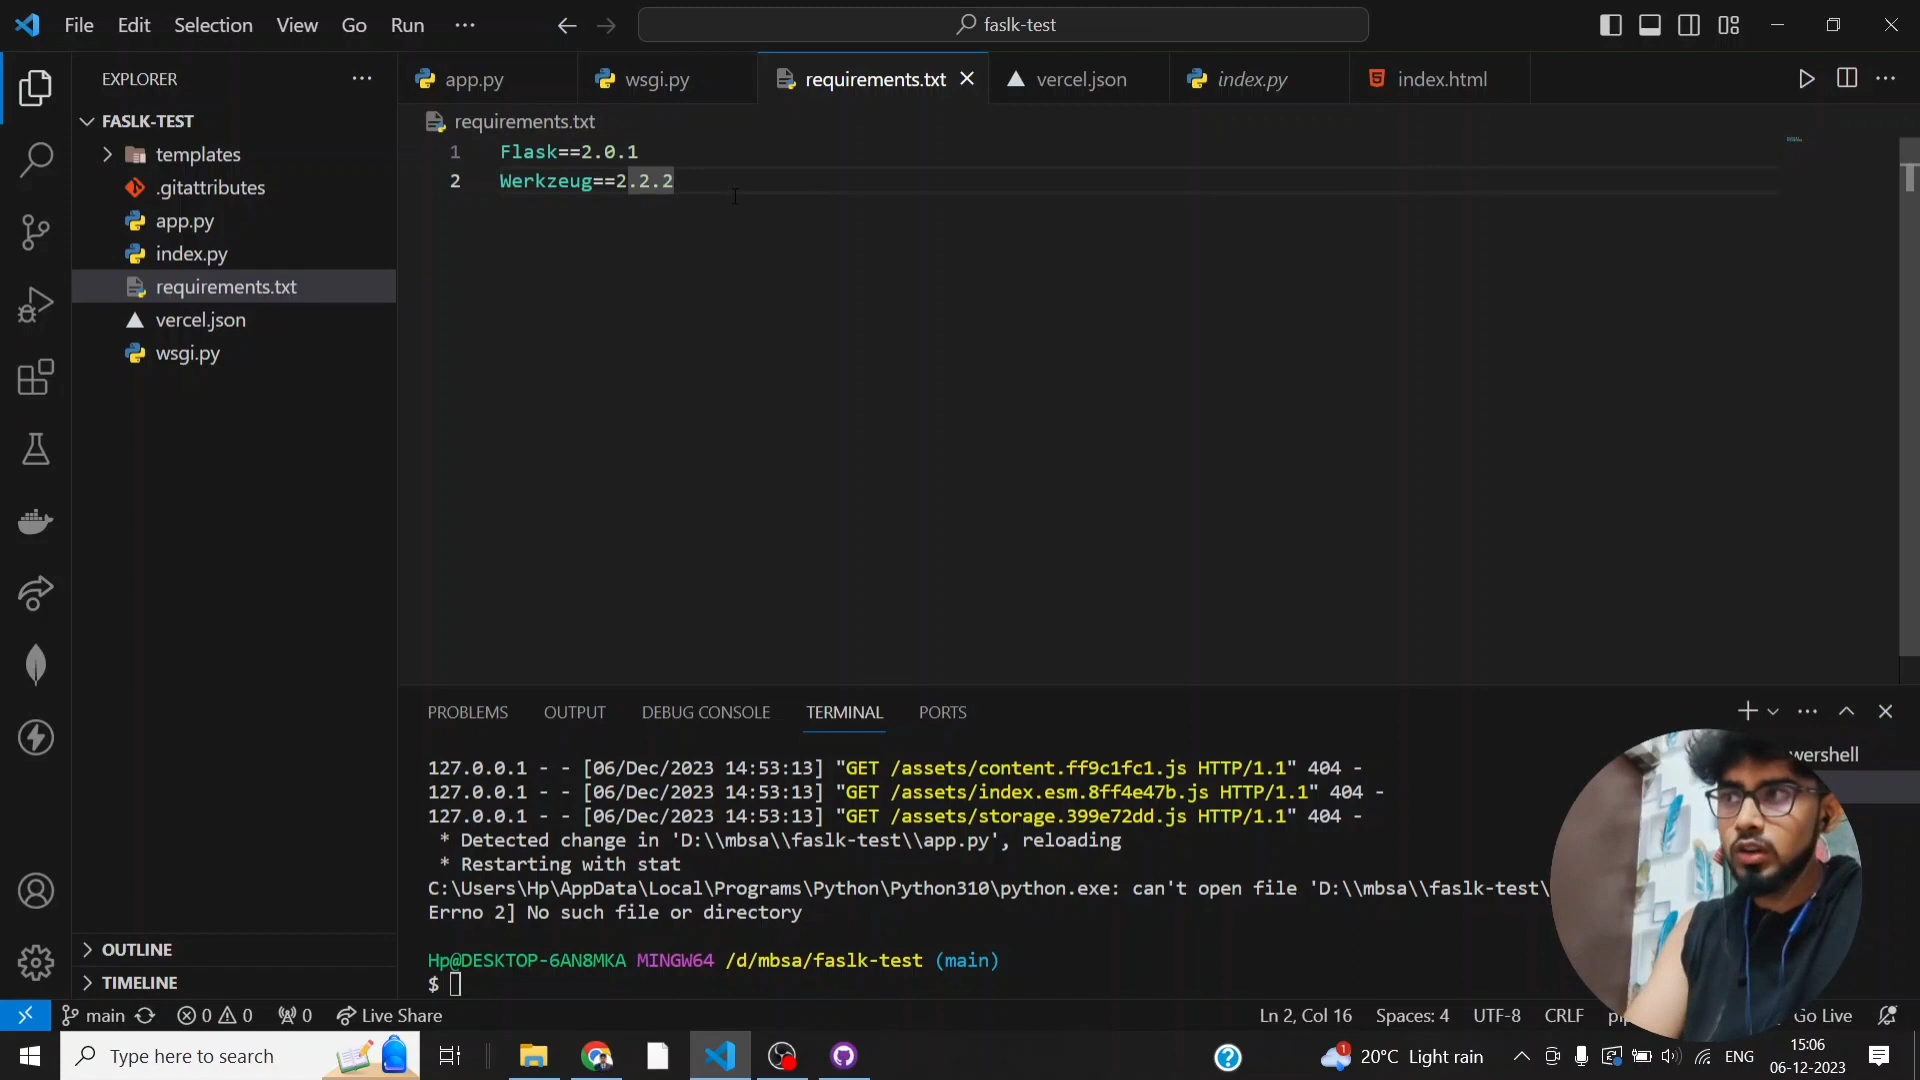 File Edit Selection View Go Run ···
faslk-test
EXPLORER
FASLK-TEST
templates
.gitattributes
app.py
index.py
requirements.txt
vercel.json
wsgi.py
OUTLINE
TIMELINE
app.py wsgi.py requirements.txt vercel.json index.py index.html
requirements.txt
1 Flask==2.0.1
2 Werkzeug==2.2.2
PROBLEMS OUTPUT DEBUG CONSOLE TERMINAL PORTS
wershell
127.0.0.1 - - [06/Dec/2023 14:53:13] "GET /assets/content.ff9c1fc1.js HTTP/1.1" 404 -
127.0.0.1 - - [06/Dec/2023 14:53:13] "GET /assets/index.esm.8ff4e47b.js HTTP/1.1" 404 -
127.0.0.1 - - [06/Dec/2023 14:53:13] "GET /assets/storage.399e72dd.js HTTP/1.1" 404 -
* Detected change in 'D:\\mbsa\\faslk-test\\app.py', reloading
* Restarting with stat
C:\Users\Hp\AppData\Local\Programs\Python\Python310\python.exe: can't open file 'D:\\mbsa\\faslk-test\
Errno 2] No such file or directory
Hp@DESKTOP-6AN8MKA MINGW64 /d/mbsa/faslk-test (main)
$
main 0 0 0 Live Share
Ln 2, Col 16 Spaces: 4 UTF-8 CRLF Go Live
Type here to search
1 20°C Light rain ENG
15:06
06-12-2023